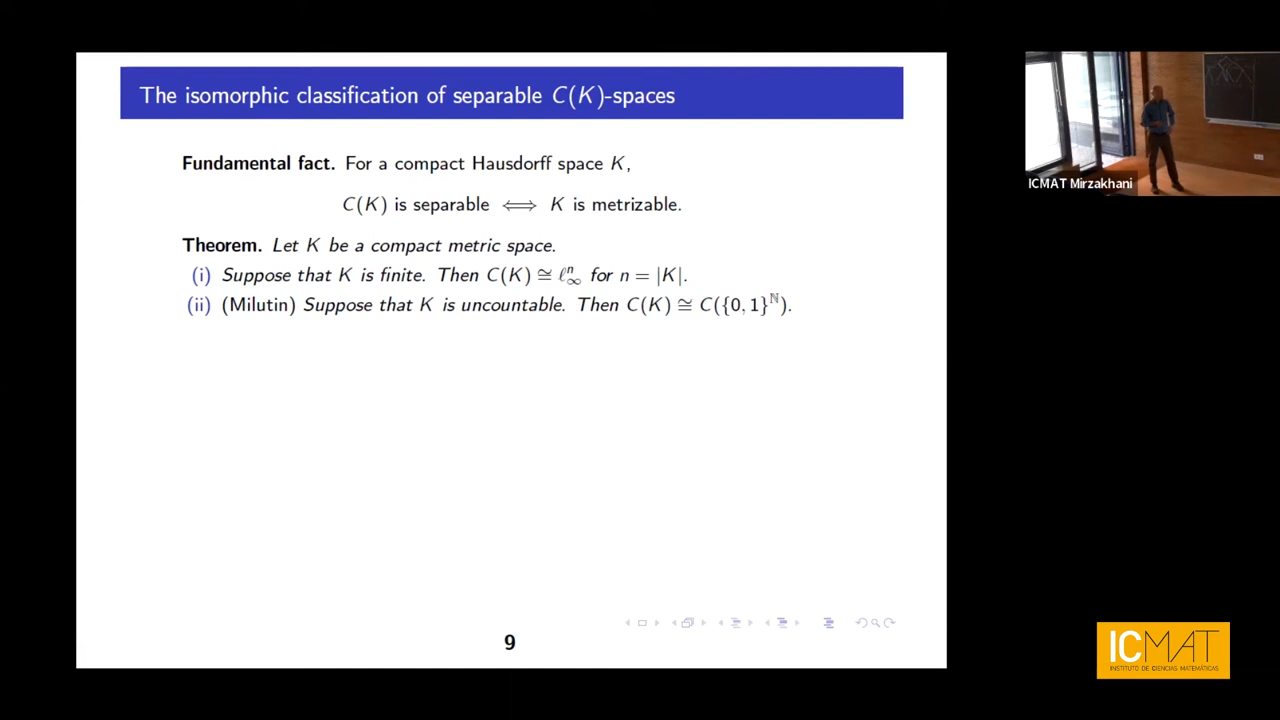 The isomorphic classification of separable C(K)-spaces
Fundamental fact. For a compact Hausdorff space K,
C(K) is separable ⟺ K is metrizable.
Theorem. Let K be a compact metric space.
(i) Suppose that K is finite. Then C(K) ≅ ℓ∞ⁿ for n = |K|.
(ii) (Milutin) Suppose that K is uncountable. Then C(K) ≅ C({0, 1}^ℕ).
9
ICMAT Mirzakhani
ICMAT
INSTITUTO DE CIENCIAS MATEMÁTICAS